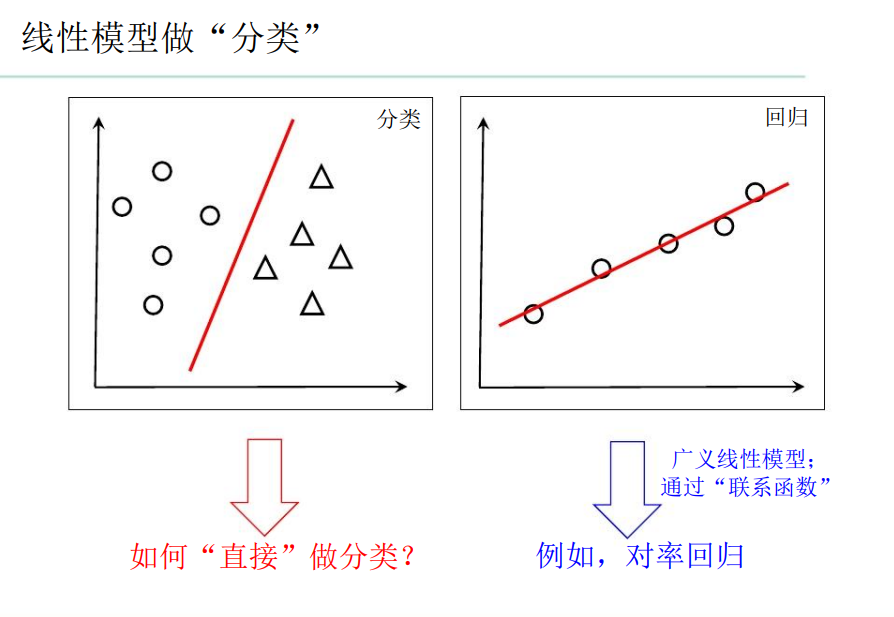 线性模型做“分类”
分类
回归
广义线性模型；
通过“联系函数”
如何“直接”做分类？
例如，对率回归